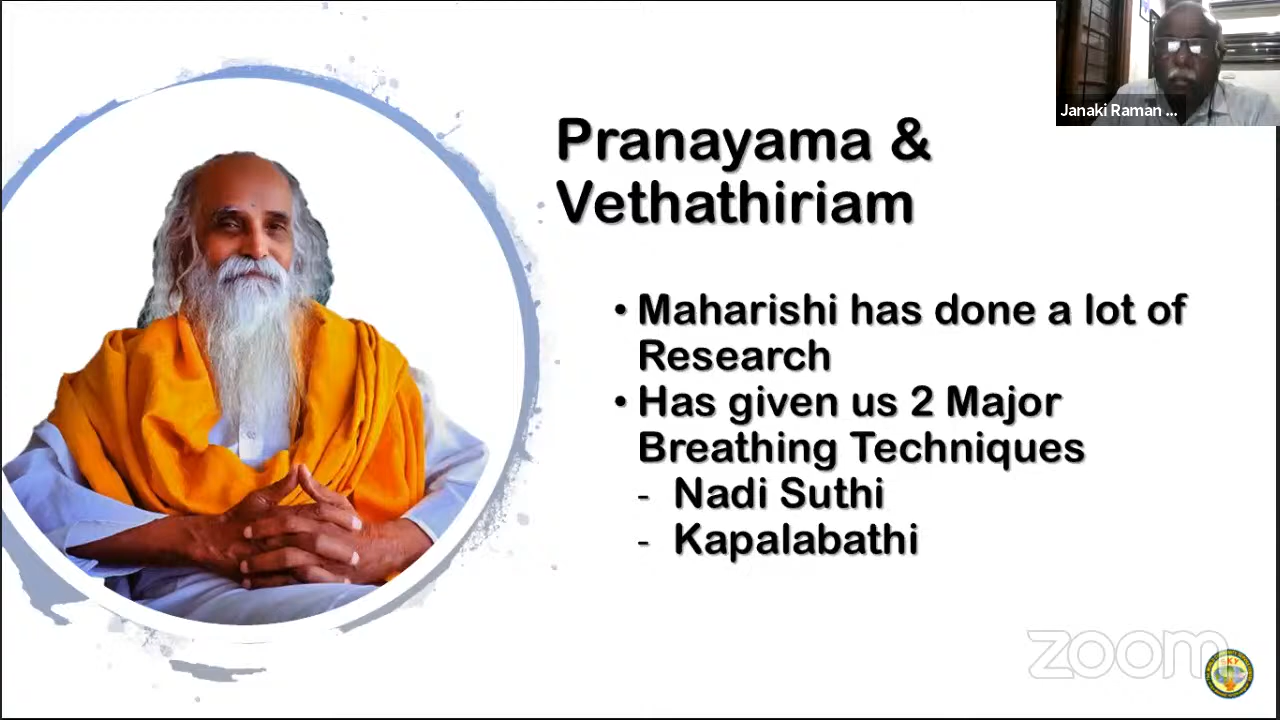 Janaki Raman ...
Pranayama &
Vethathiriam
• Maharishi has done a lot of
Research
• Has given us 2 Major
Breathing Techniques
- Nadi Suthi
- Kapalabathi
zoom
SKY